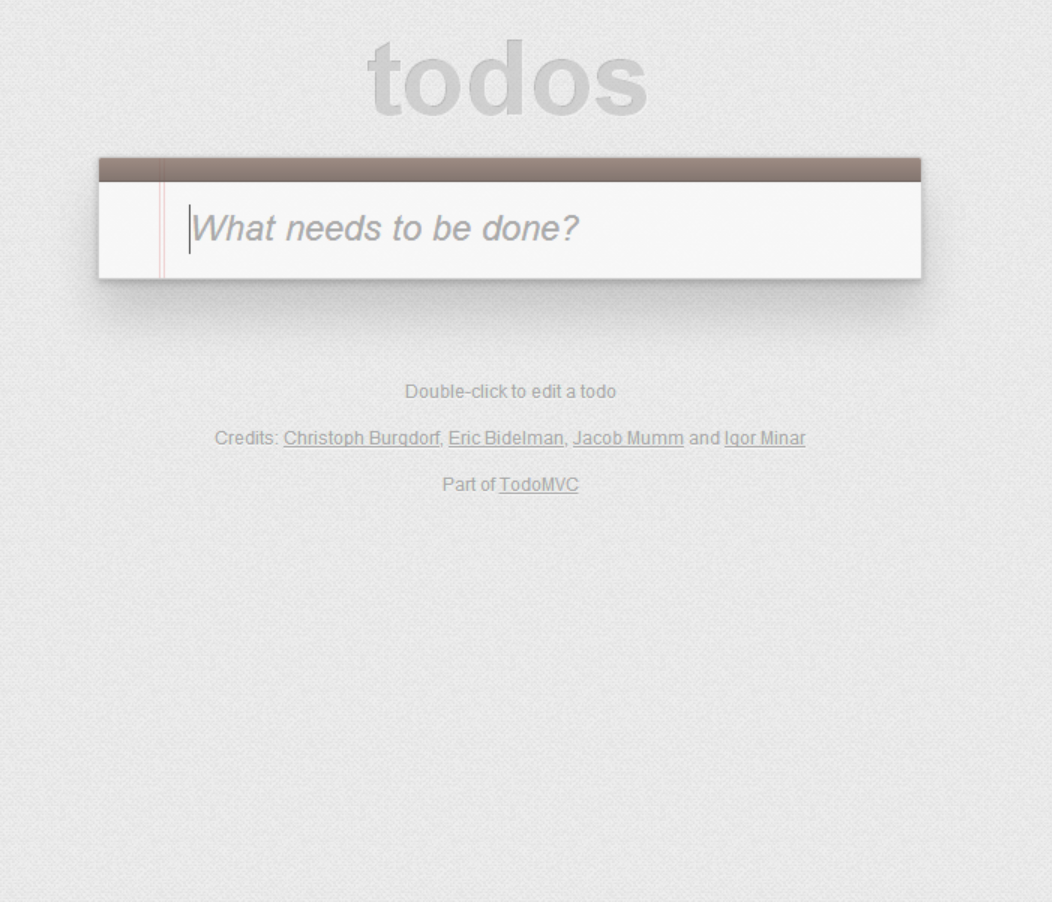 todos
What needs to be done?
Double-click to edit a todo
Credits: Christoph Burgdorf, Eric Bidelman, Jacob Mumm and Igor Minar
Part of TodoMVC